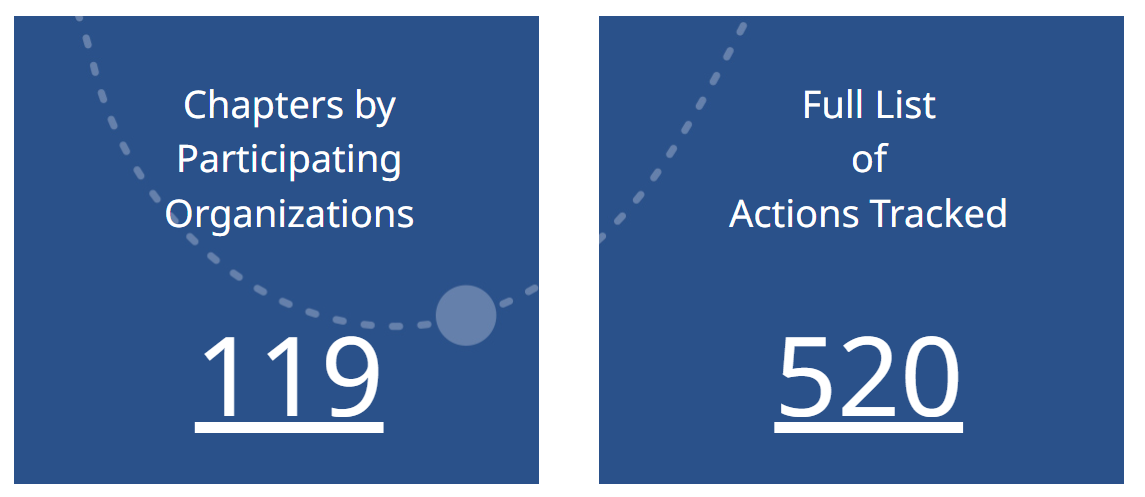 Chapters by
Participating
Organizations
119
Full List
of
Actions Tracked
520